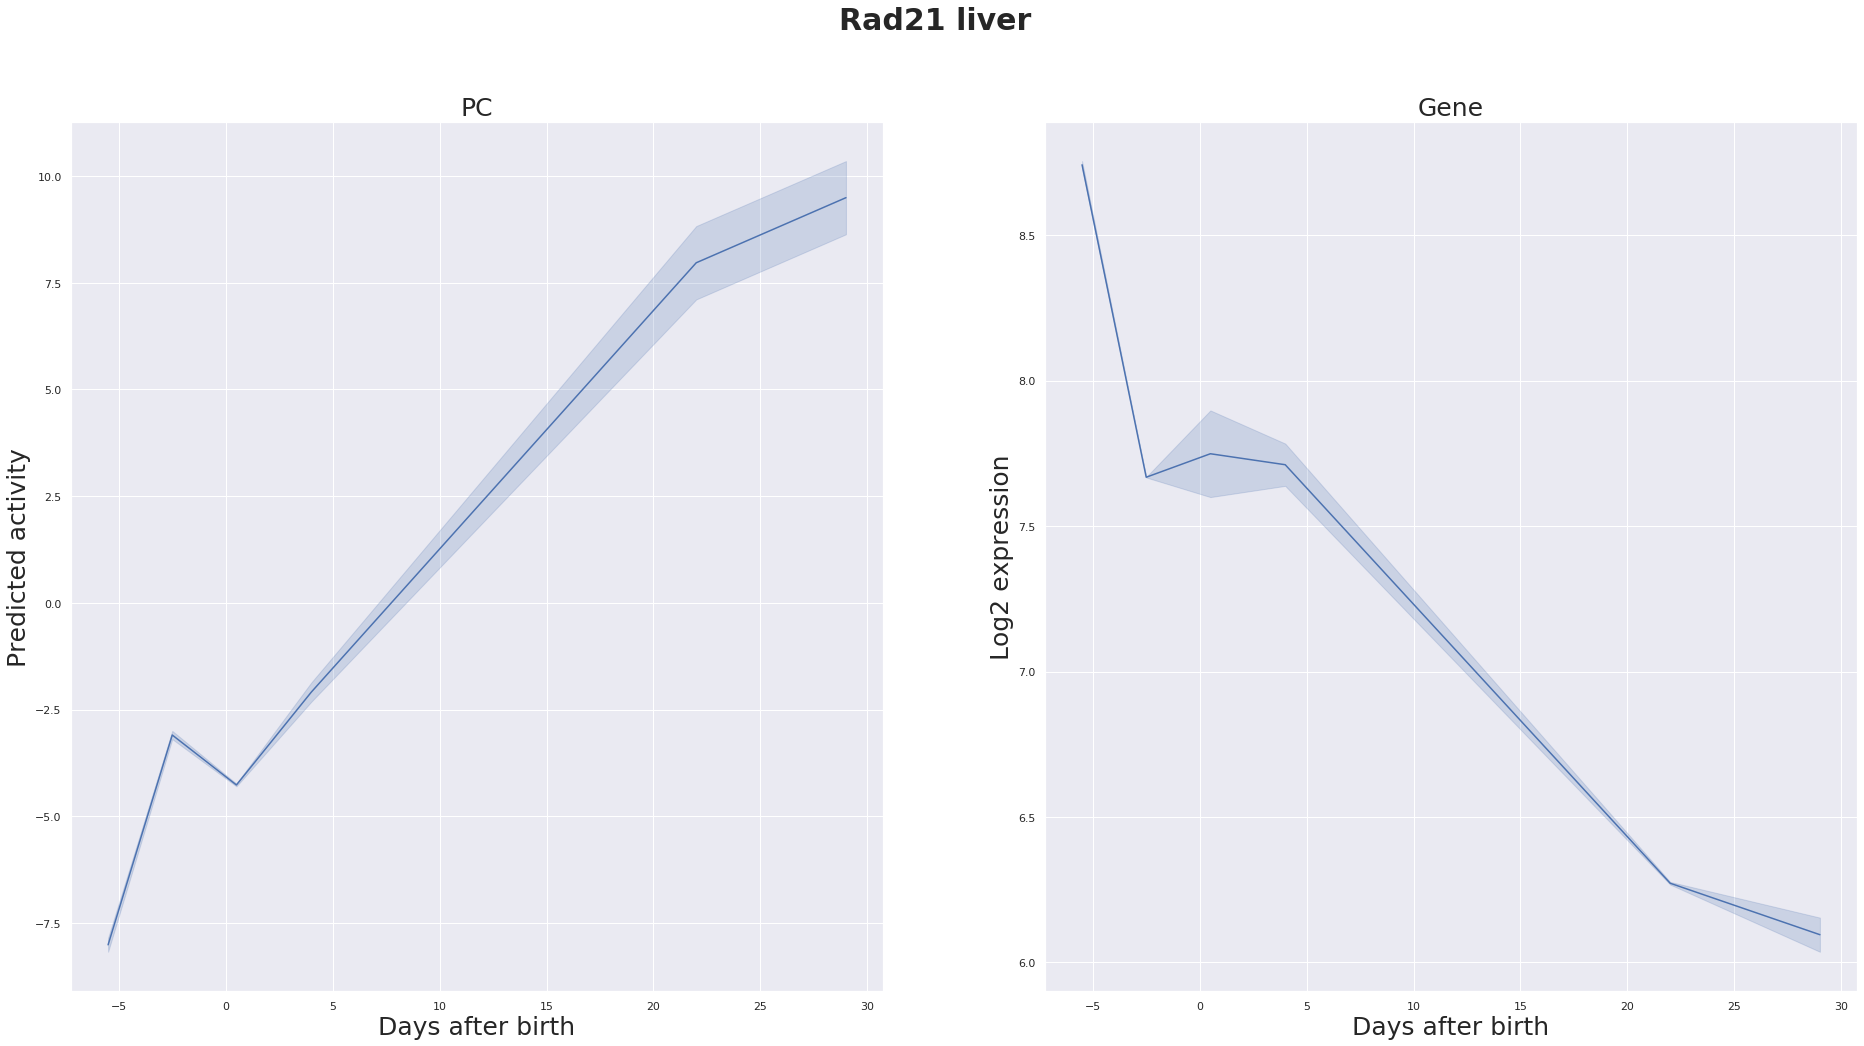 Rad21 liver
PC
Predicted activity
10.0
7.5
5.0
2.5
0.0
−2.5
−5.0
−7.5
−5 0 5 10 15 20 25 30
Days after birth
Gene
Log2 expression
8.5
8.0
7.5
7.0
6.5
6.0
−5 0 5 10 15 20 25 30
Days after birth